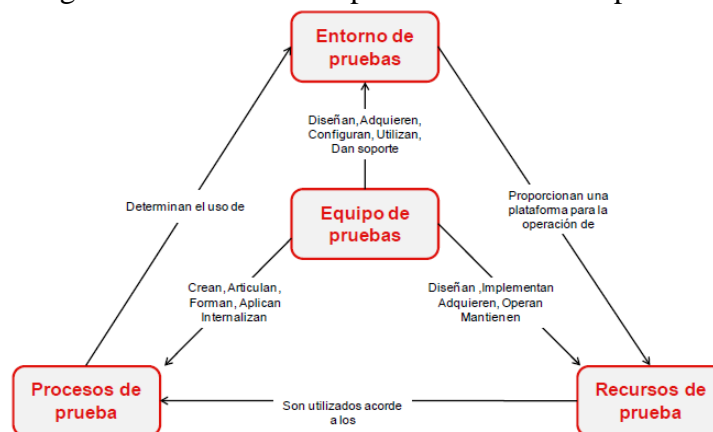 Entorno de
pruebas
Diseñan, Adquieren,
Configuran, Utilizan,
Dan soporte
Determinan el uso de
Proporcionan una
plataforma para la
operación de
Equipo de
pruebas
Crean, Articulan,
Forman, Aplican
Internalizan
Diseñan ,Implementan
Adquieren, Operan
Mantienen
Procesos de
prueba
Son utilizados acorde
a los
Recursos de
prueba